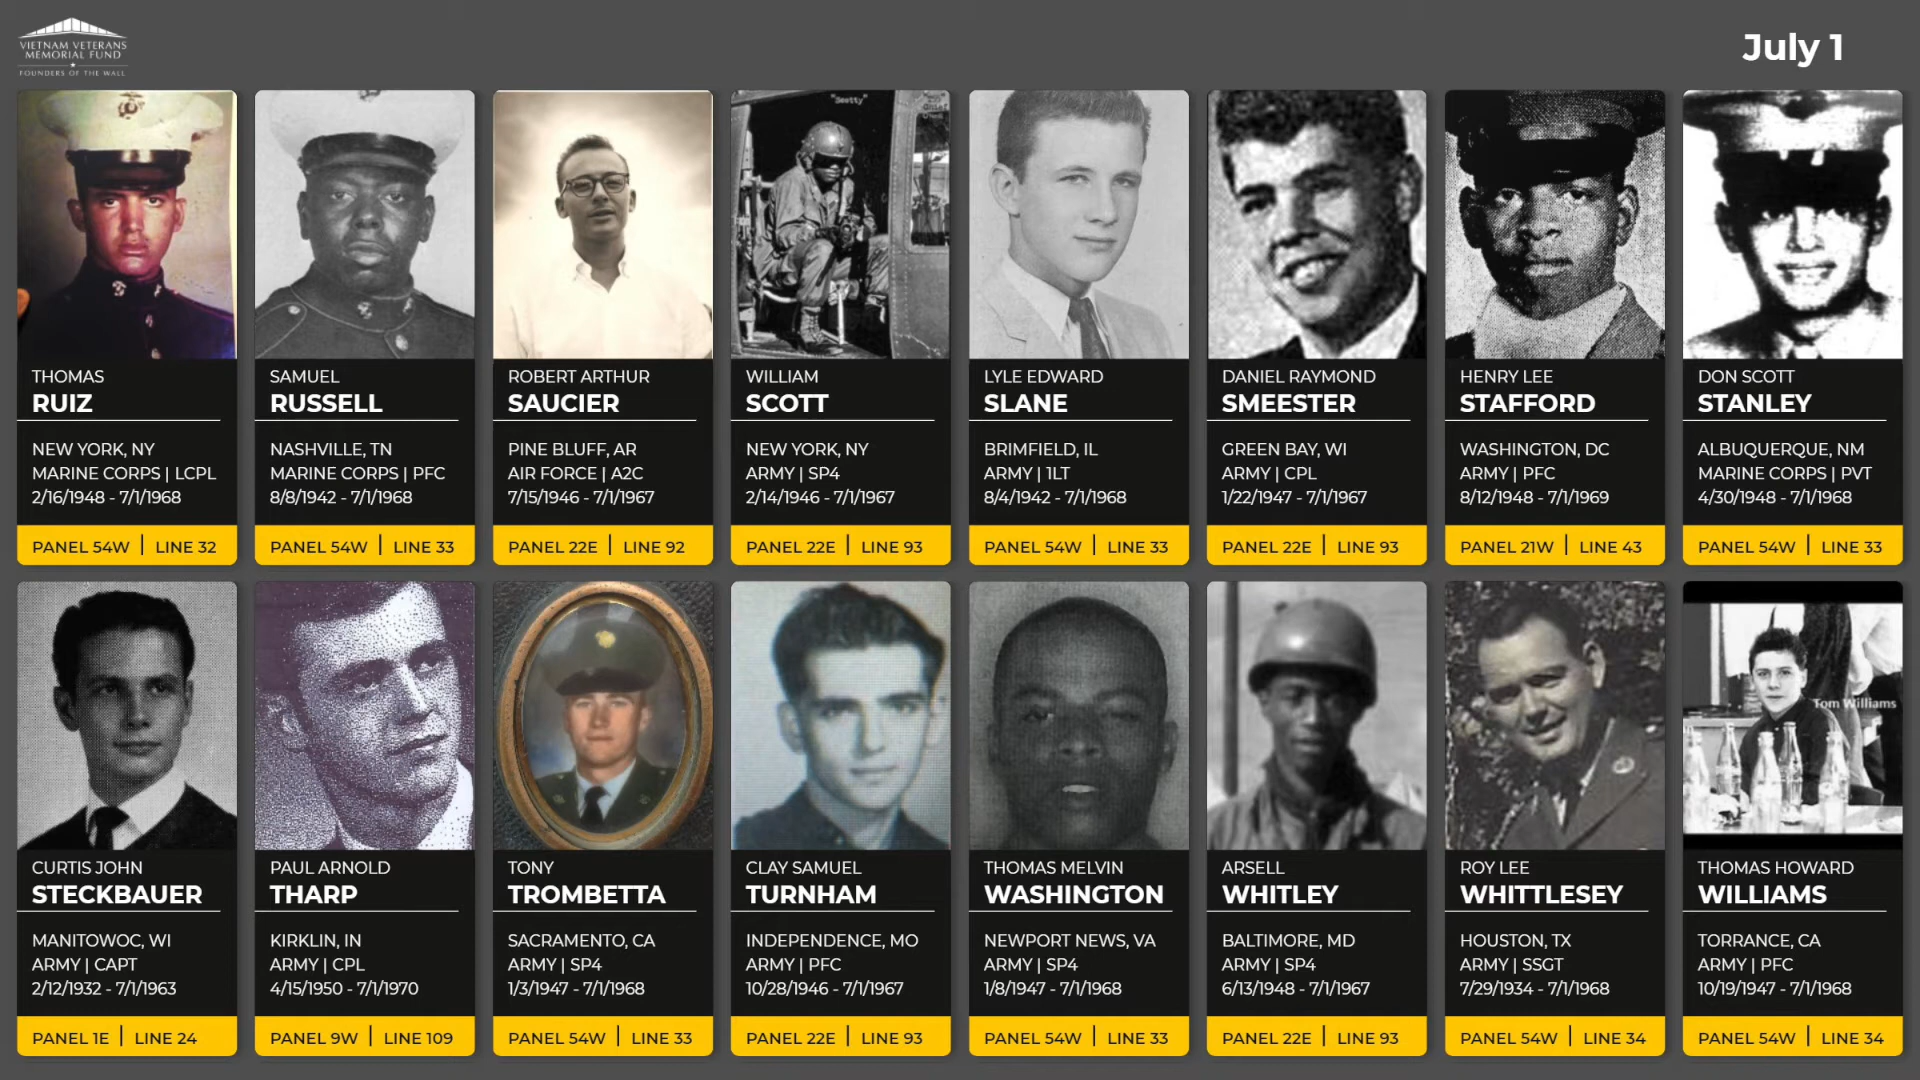 VIETNAM VETERANS
MEMORIAL FUND
FOUNDERS OF THE WALL
July 1
"Scotty"
THOMAS
RUIZ
NEW YORK, NY
MARINE CORPS | LCPL
2/16/1948 - 7/1/1968
PANEL 54W | LINE 32
SAMUEL
RUSSELL
NASHVILLE, TN
MARINE CORPS | PFC
8/8/1942 - 7/1/1968
PANEL 54W | LINE 33
ROBERT ARTHUR
SAUCIER
PINE BLUFF, AR
AIR FORCE | A2C
7/15/1946 - 7/1/1967
PANEL 22E | LINE 92
WILLIAM
SCOTT
NEW YORK, NY
ARMY | SP4
2/14/1946 - 7/1/1967
PANEL 22E | LINE 93
LYLE EDWARD
SLANE
BRIMFIELD, IL
ARMY | 1LT
8/4/1942 - 7/1/1968
PANEL 54W | LINE 33
DANIEL RAYMOND
SMEESTER
GREEN BAY, WI
ARMY | CPL
1/22/1947 - 7/1/1967
PANEL 22E | LINE 93
HENRY LEE
STAFFORD
WASHINGTON, DC
ARMY | PFC
8/12/1948 - 7/1/1969
PANEL 21W | LINE 43
DON SCOTT
STANLEY
ALBUQUERQUE, NM
MARINE CORPS | PVT
4/30/1948 - 7/1/1968
PANEL 54W | LINE 33
CURTIS JOHN
STECKBAUER
MANITOWOC, WI
ARMY | CAPT
2/12/1932 - 7/1/1963
PANEL 1E | LINE 24
PAUL ARNOLD
THARP
KIRKLIN, IN
ARMY | CPL
4/15/1950 - 7/1/1970
PANEL 9W | LINE 109
TONY
TROMBETTA
SACRAMENTO, CA
ARMY | SP4
1/3/1947 - 7/1/1968
PANEL 54W | LINE 33
CLAY SAMUEL
TURNHAM
INDEPENDENCE, MO
ARMY | PFC
10/28/1946 - 7/1/1967
PANEL 22E | LINE 93
THOMAS MELVIN
WASHINGTON
NEWPORT NEWS, VA
ARMY | SP4
1/8/1947 - 7/1/1968
PANEL 54W | LINE 33
ARSELL
WHITLEY
BALTIMORE, MD
ARMY | SP4
6/13/1948 - 7/1/1967
PANEL 22E | LINE 93
ROY LEE
WHITTLESEY
HOUSTON, TX
ARMY | SSGT
7/29/1934 - 7/1/1968
PANEL 54W | LINE 34
Tom Williams
THOMAS HOWARD
WILLIAMS
TORRANCE, CA
ARMY | PFC
10/19/1947 - 7/1/1968
PANEL 54W | LINE 34